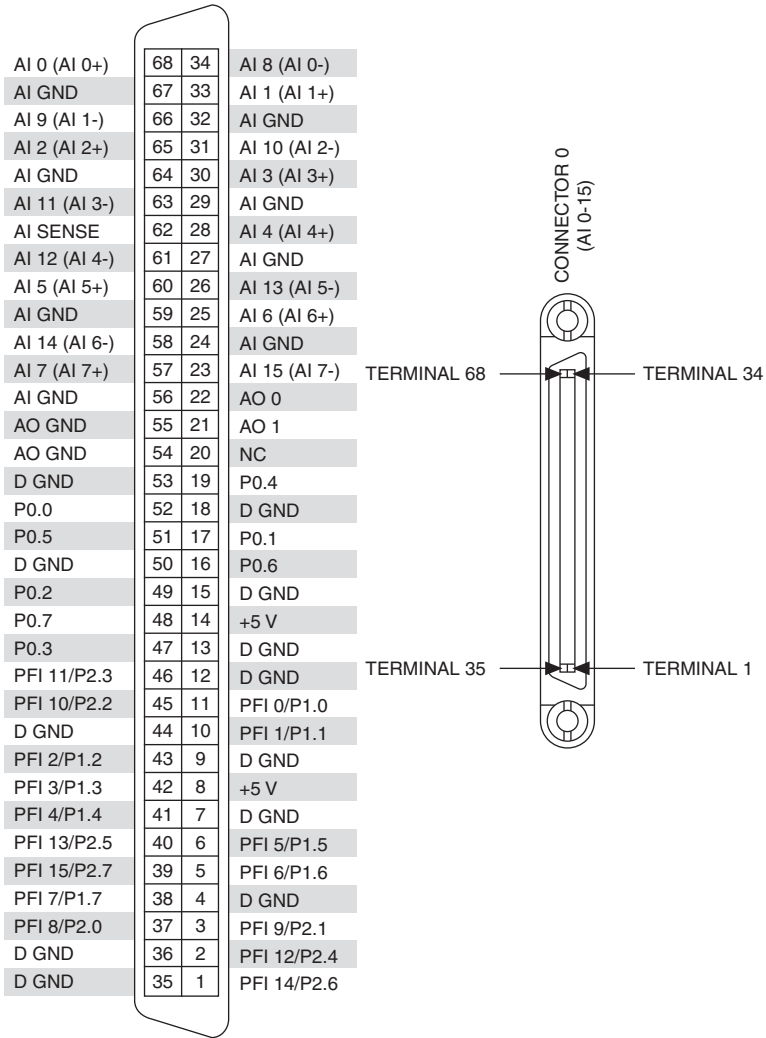 AI 0 (AI 0+) 68 34 AI 8 (AI 0-)
AI GND 67 33 AI 1 (AI 1+)
AI 9 (AI 1-) 66 32 AI GND
AI 2 (AI 2+) 65 31 AI 10 (AI 2-)
AI GND 64 30 AI 3 (AI 3+)
AI 11 (AI 3-) 63 29 AI GND
AI SENSE 62 28 AI 4 (AI 4+)
AI 12 (AI 4-) 61 27 AI GND
AI 5 (AI 5+) 60 26 AI 13 (AI 5-)
AI GND 59 25 AI 6 (AI 6+)
AI 14 (AI 6-) 58 24 AI GND
AI 7 (AI 7+) 57 23 AI 15 (AI 7-)
AI GND 56 22 AO 0
AO GND 55 21 AO 1
AO GND 54 20 NC
D GND 53 19 P0.4
P0.0 52 18 D GND
P0.5 51 17 P0.1
D GND 50 16 P0.6
P0.2 49 15 D GND
P0.7 48 14 +5 V
P0.3 47 13 D GND
PFI 11/P2.3 46 12 D GND
PFI 10/P2.2 45 11 PFI 0/P1.0
D GND 44 10 PFI 1/P1.1
PFI 2/P1.2 43 9 D GND
PFI 3/P1.3 42 8 +5 V
PFI 4/P1.4 41 7 D GND
PFI 13/P2.5 40 6 PFI 5/P1.5
PFI 15/P2.7 39 5 PFI 6/P1.6
PFI 7/P1.7 38 4 D GND
PFI 8/P2.0 37 3 PFI 9/P2.1
D GND 36 2 PFI 12/P2.4
D GND 35 1 PFI 14/P2.6
CONNECTOR 0
(AI 0-15)
TERMINAL 68 TERMINAL 34
TERMINAL 35 TERMINAL 1